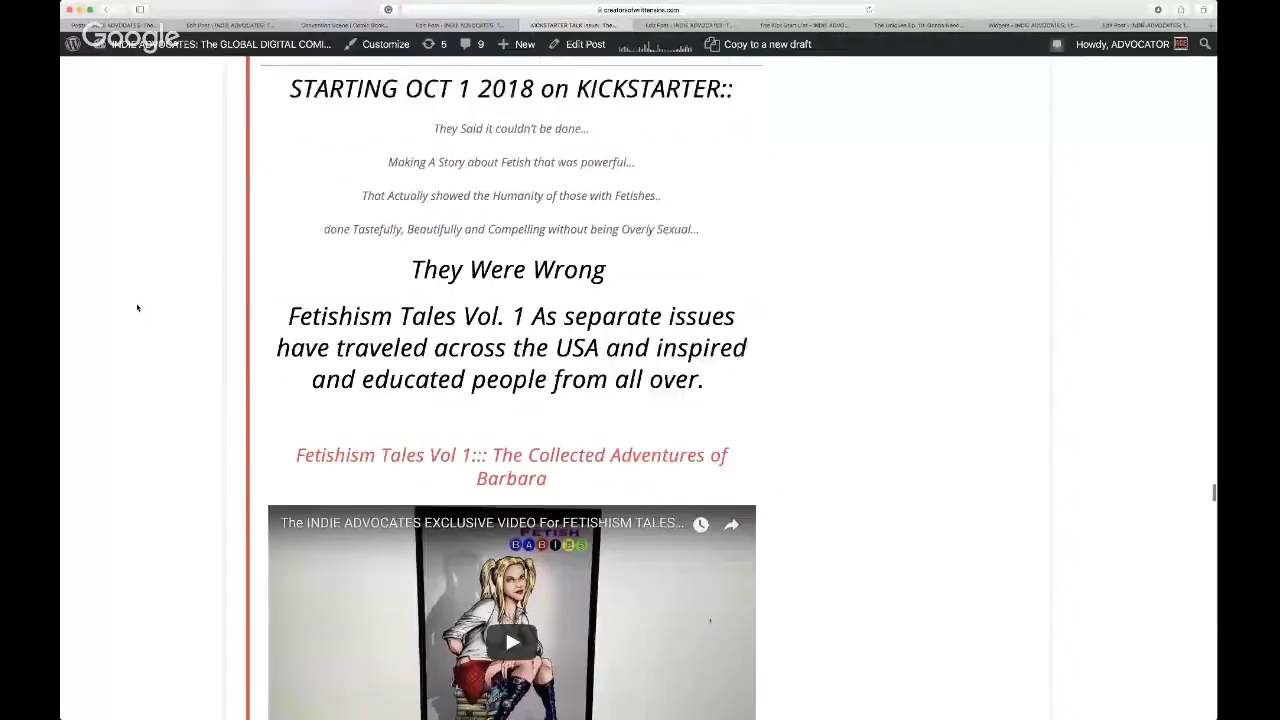 creatorsofwrittensins.com
Google
INDIE ADVOCATES: The GLOBAL DIGITAL COMI...
Customize
5
9
New
Edit Post
Copy to a new draft
Howdy, ADVOCATOR
STARTING OCT 1 2018 on KICKSTARTER::
They Said it couldn't be done...
Making A Story about Fetish that was powerful...
That Actually showed the Humanity of those with Fetishes..
done Tastefully, Beautifully and Compelling without being Overly Sexual...
They Were Wrong
Fetishism Tales Vol. 1 As separate issues
have traveled across the USA and inspired
and educated people from all over.
Fetishism Tales Vol 1::: The Collected Adventures of
Barbara
The INDIE ADVOCATES EXCLUSIVE VIDEO For FETISHISM TALES...
FETISH